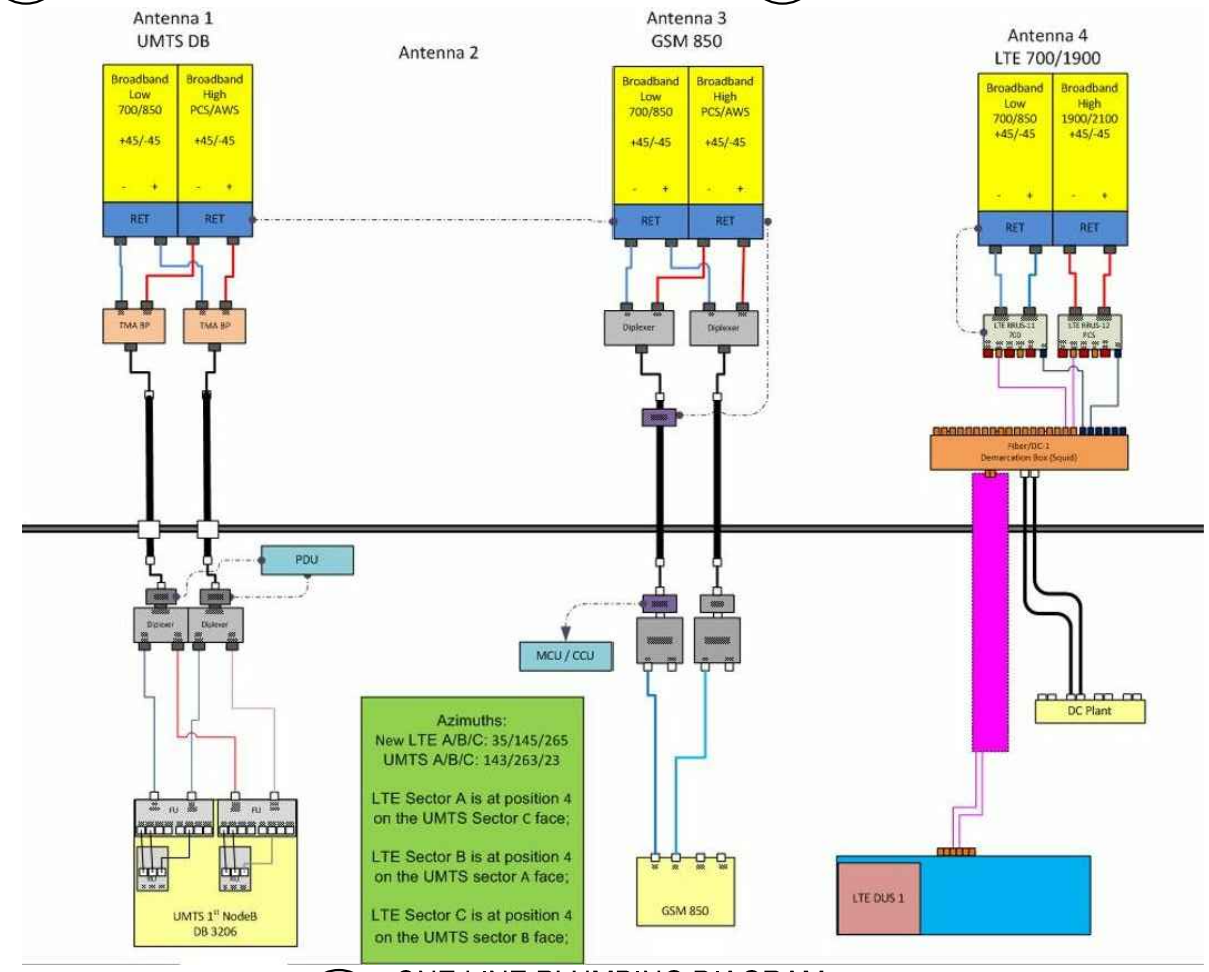 Antenna 1
UMTS DB
Antenna 2
Antenna 3
GSM 850
Antenna 4
LTE 700/1900
Broadband
Low
700/850
+45/-45
- +
Broadband
High
PCS/AWS
+45/-45
- +
Broadband
Low
700/850
+45/-45
- +
Broadband
High
PCS/AWS
+45/-45
- +
Broadband
Low
700/850
+45/-45
- +
Broadband
High
1900/2100
+45/-45
- +
RET
RET
RET
RET
RET
RET
TMA BP
TMA BP
Diplexer
Diplexer
LTE RRUS-11
700
LTE RRUS-12
PCS
Fiber/DC-1
Demarcation Box (Squid)
PDU
Diplexer
Diplexer
MCU / CCU
DC Plant
Azimuths:
New LTE A/B/C: 35/145/265
UMTS A/B/C: 143/263/23
LTE Sector A is at position 4
on the UMTS Sector C face;
LTE Sector B is at position 4
on the UMTS sector A face;
LTE Sector C is at position 4
on the UMTS sector B face;
FU
FU
RU
RU
UMTS 1st NodeB
DB 3206
GSM 850
LTE DUS 1